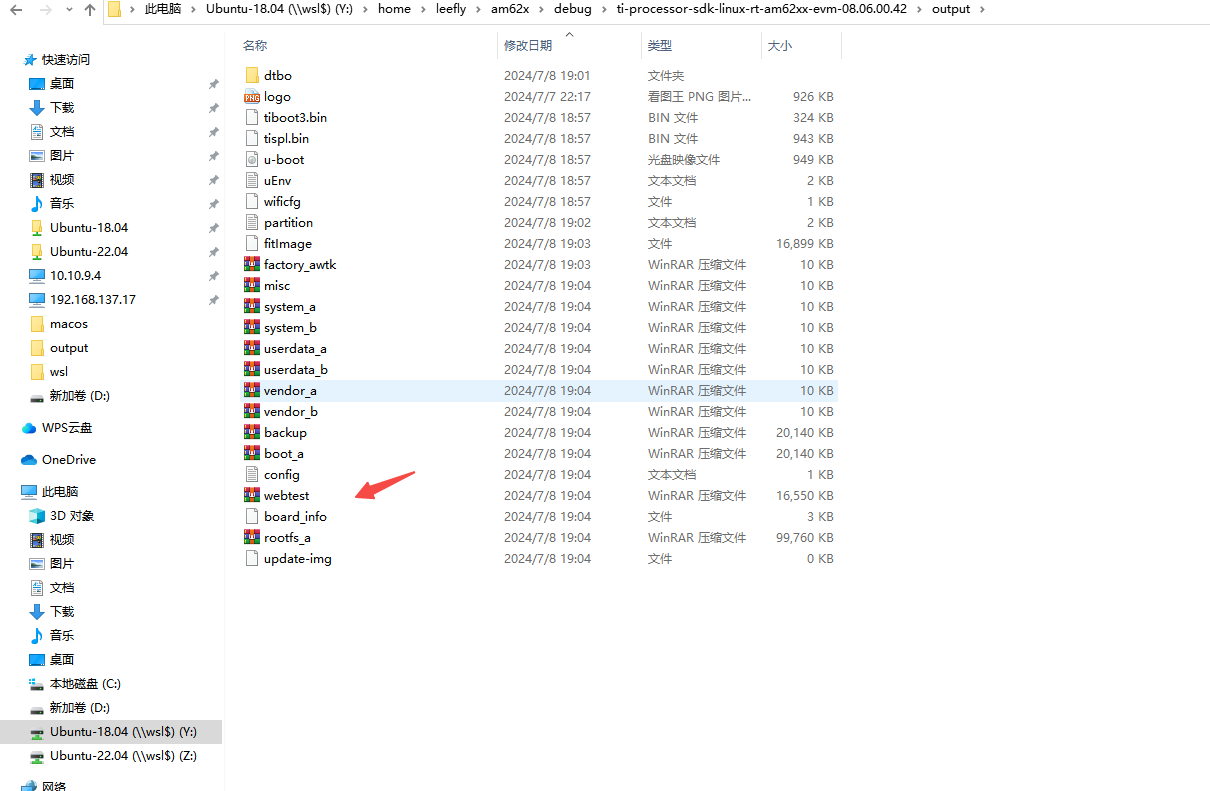 此电脑 › Ubuntu-18.04 (\\wsl$) (Y:) › home › leefly › am62x › debug › ti-processor-sdk-linux-rt-am62xx-evm-08.06.00.42 › output ›
快速访问
桌面
下载
文档
图片
视频
音乐
Ubuntu-18.04
Ubuntu-22.04
10.10.9.4
192.168.137.17
macos
output
wsl
新加卷 (D:)
WPS云盘
OneDrive
此电脑
3D 对象
视频
图片
文档
下载
音乐
桌面
本地磁盘 (C:)
新加卷 (D:)
Ubuntu-18.04 (\\wsl$) (Y:)
Ubuntu-22.04 (\\wsl$) (Z:)
网络
名称 修改日期 类型 大小
dtbo 2024/7/8 19:01 文件夹
logo 2024/7/7 22:17 看图王 PNG 图片... 926 KB
tiboot3.bin 2024/7/8 18:57 BIN 文件 324 KB
tispl.bin 2024/7/8 18:57 BIN 文件 943 KB
u-boot 2024/7/8 18:57 光盘映像文件 949 KB
uEnv 2024/7/8 18:57 文本文档 2 KB
wificfg 2024/7/8 18:57 文件 1 KB
partition 2024/7/8 19:02 文本文档 2 KB
fitImage 2024/7/8 19:03 文件 16,899 KB
factory_awtk 2024/7/8 19:03 WinRAR 压缩文件 10 KB
misc 2024/7/8 19:04 WinRAR 压缩文件 10 KB
system_a 2024/7/8 19:04 WinRAR 压缩文件 10 KB
system_b 2024/7/8 19:04 WinRAR 压缩文件 10 KB
userdata_a 2024/7/8 19:04 WinRAR 压缩文件 10 KB
userdata_b 2024/7/8 19:04 WinRAR 压缩文件 10 KB
vendor_a 2024/7/8 19:04 WinRAR 压缩文件 10 KB
vendor_b 2024/7/8 19:04 WinRAR 压缩文件 10 KB
backup 2024/7/8 19:04 WinRAR 压缩文件 20,140 KB
boot_a 2024/7/8 19:04 WinRAR 压缩文件 20,140 KB
config 2024/7/8 19:04 文本文档 1 KB
webtest 2024/7/8 19:04 WinRAR 压缩文件 16,550 KB
board_info 2024/7/8 19:04 文件 3 KB
rootfs_a 2024/7/8 19:04 WinRAR 压缩文件 99,760 KB
update-img 2024/7/8 19:04 文件 0 KB